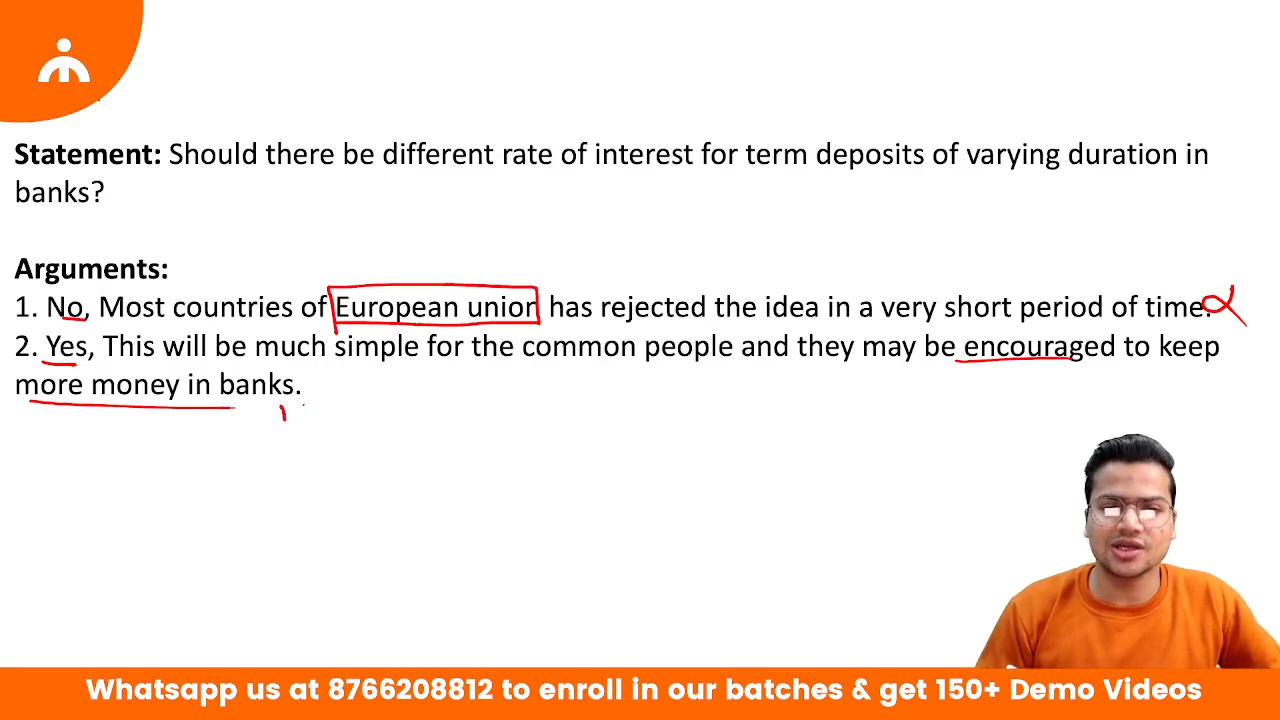 Statement: Should there be different rate of interest for term deposits of varying duration in
banks?
Arguments:
1. No, Most countries of European union has rejected the idea in a very short period of time.
2. Yes, This will be much simple for the common people and they may be encouraged to keep
more money in banks.
Whatsapp us at 8766208812 to enroll in our batches & get 150+ Demo Videos